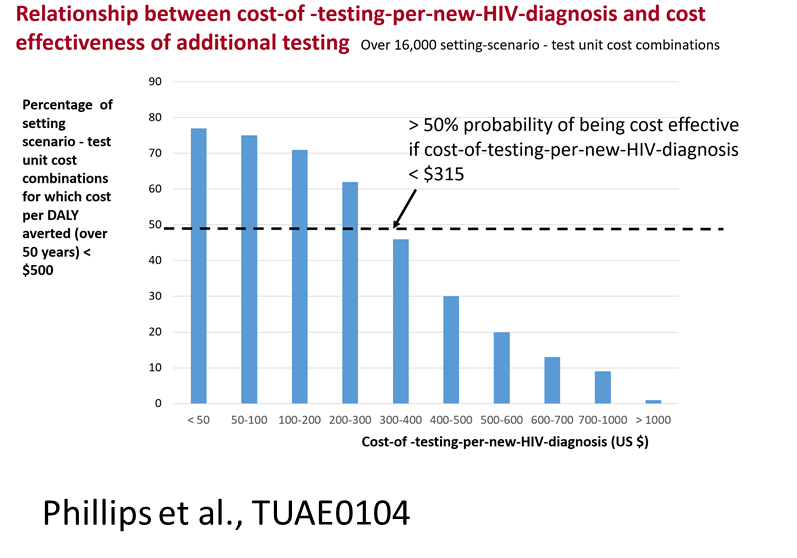 Relationship between cost-of -testing-per-new-HIV-diagnosis and cost
effectiveness of additional testing Over 16,000 setting-scenario - test unit cost combinations
Percentage of
setting
scenario - test
unit cost
combinations
for which cost
per DALY
averted (over
50 years) <
$500
90
80
70
60
50
40
30
20
10
0
> 50% probability of being cost effective
if cost-of-testing-per-new-HIV-diagnosis
< $315
< 50 50-100 100-200 200-300 300-400 400-500 500-600 600-700 700-1000 > 1000
Cost-of -testing-per-new-HIV-diagnosis (US $)
Phillips et al., TUAE0104